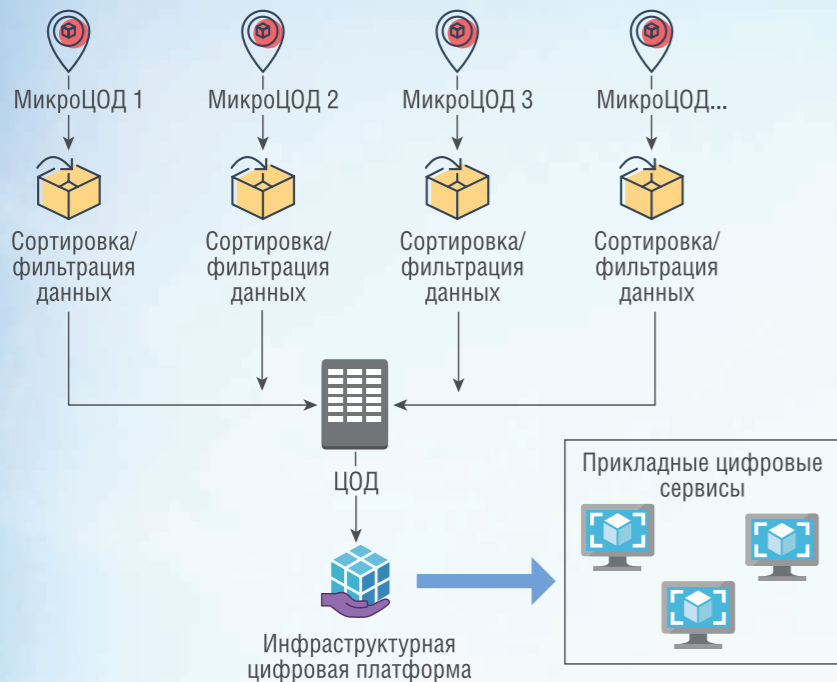 МикроЦОД 1
МикроЦОД 2
МикроЦОД 3
МикроЦОД...
Сортировка/
фильтрация
данных
Сортировка/
фильтрация
данных
Сортировка/
фильтрация
данных
Сортировка/
фильтрация
данных
ЦОД
Прикладные цифровые
сервисы
Инфраструктурная
цифровая платформа